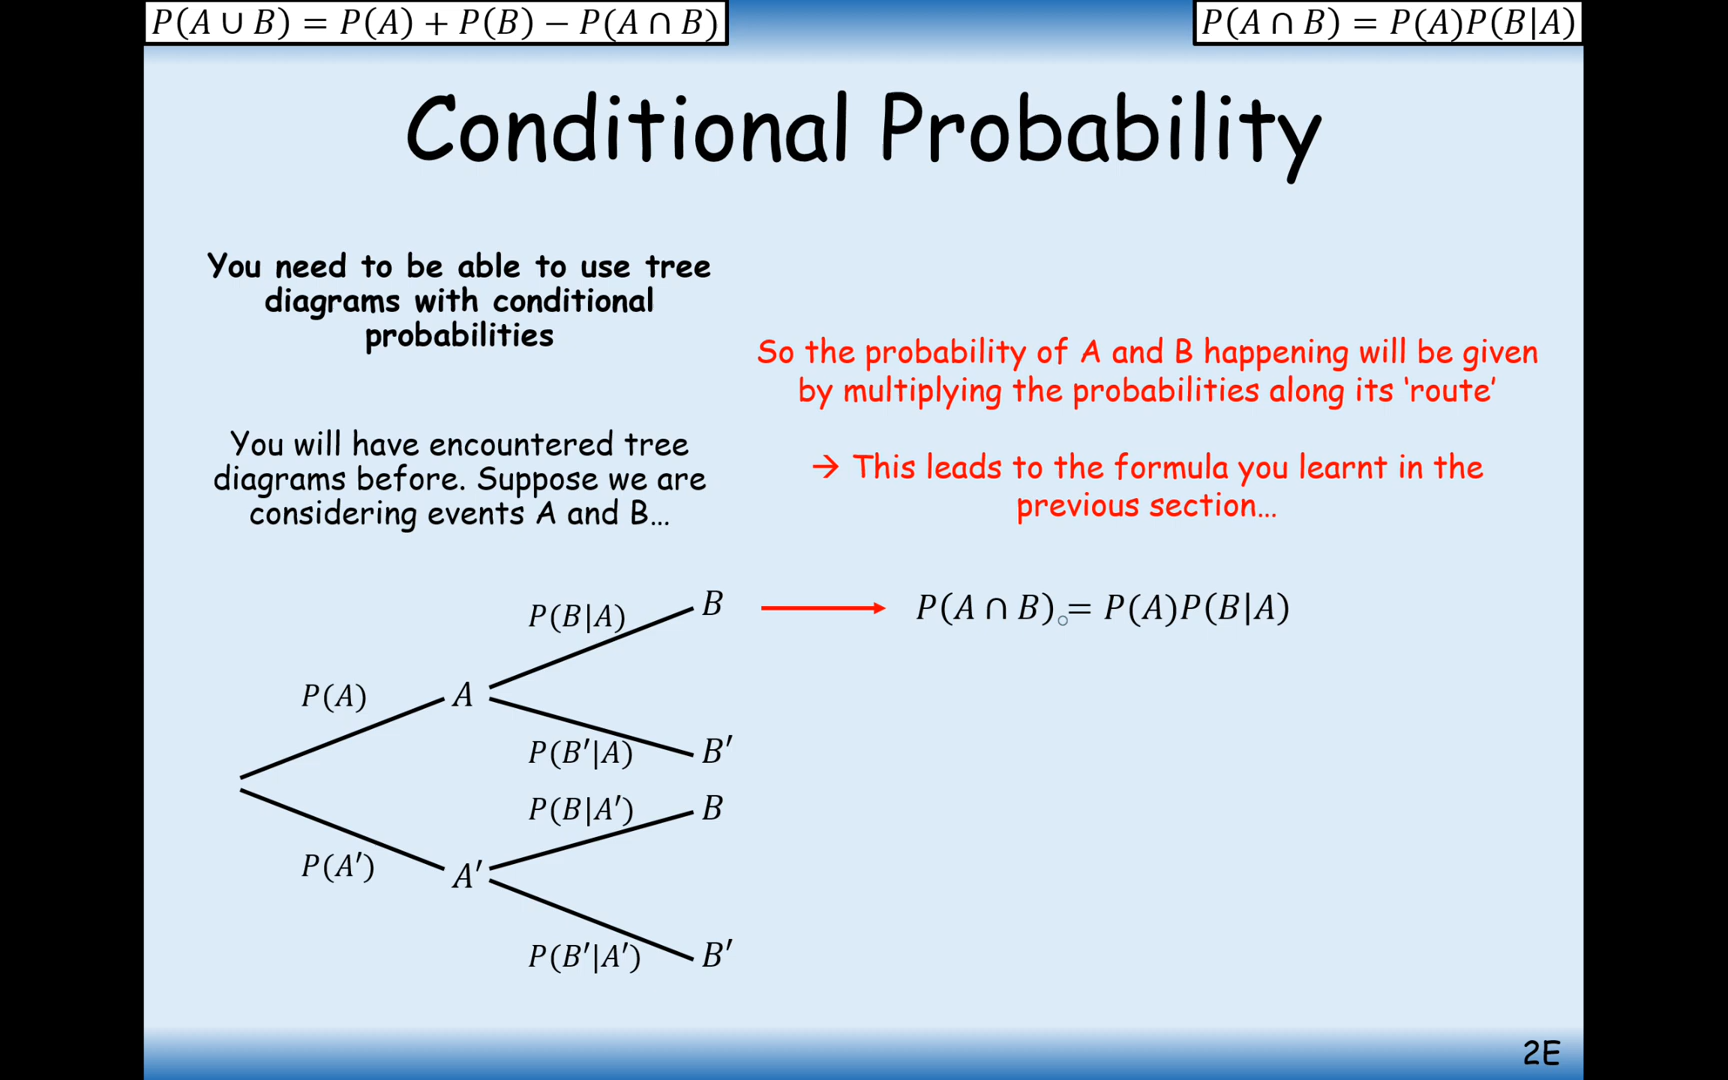 P(A ∪ B) = P(A) + P(B) − P(A ∩ B)
P(A ∩ B) = P(A)P(B|A)
Conditional Probability
You need to be able to use tree
diagrams with conditional
probabilities
You will have encountered tree
diagrams before. Suppose we are
considering events A and B…
So the probability of A and B happening will be given
by multiplying the probabilities along its ‘route’
→ This leads to the formula you learnt in the
previous section…
P(B|A)
B
P(A ∩ B) = P(A)P(B|A)
P(A)
A
P(B′|A)
B′
P(B|A′)
B
P(A′)
A′
P(B′|A′)
B′
2E